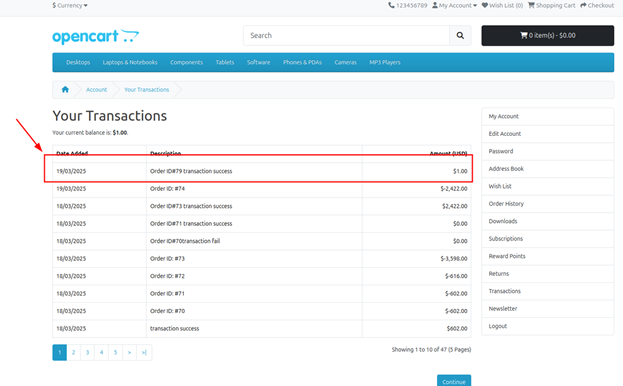 $ Currency 123456789 My Account Wish List (0) Shopping Cart Checkout
opencart Search 0 item(s) - $0.00
Desktops Laptops & Notebooks Components Tablets Software Phones & PDAs Cameras MP3 Players
Account Your Transactions
Your Transactions
Your current balance is: $1.00.
Date Added Description Amount (USD)
19/03/2025 Order ID#79 transaction success $1.00
19/03/2025 Order ID: #74 $-2,422.00
18/03/2025 Order ID#73 transaction success $2,422.00
18/03/2025 Order ID#71 transaction success $0.00
18/03/2025 Order ID#70transaction fail $0.00
18/03/2025 Order ID: #73 $-3,598.00
18/03/2025 Order ID: #72 $-616.00
18/03/2025 Order ID: #71 $-602.00
18/03/2025 Order ID: #70 $-602.00
18/03/2025 transaction success $602.00
1 2 3 4 5 > >| Showing 1 to 10 of 47 (5 Pages)
Continue
My Account
Edit Account
Password
Address Book
Wish List
Order History
Downloads
Subscriptions
Reward Points
Returns
Transactions
Newsletter
Logout